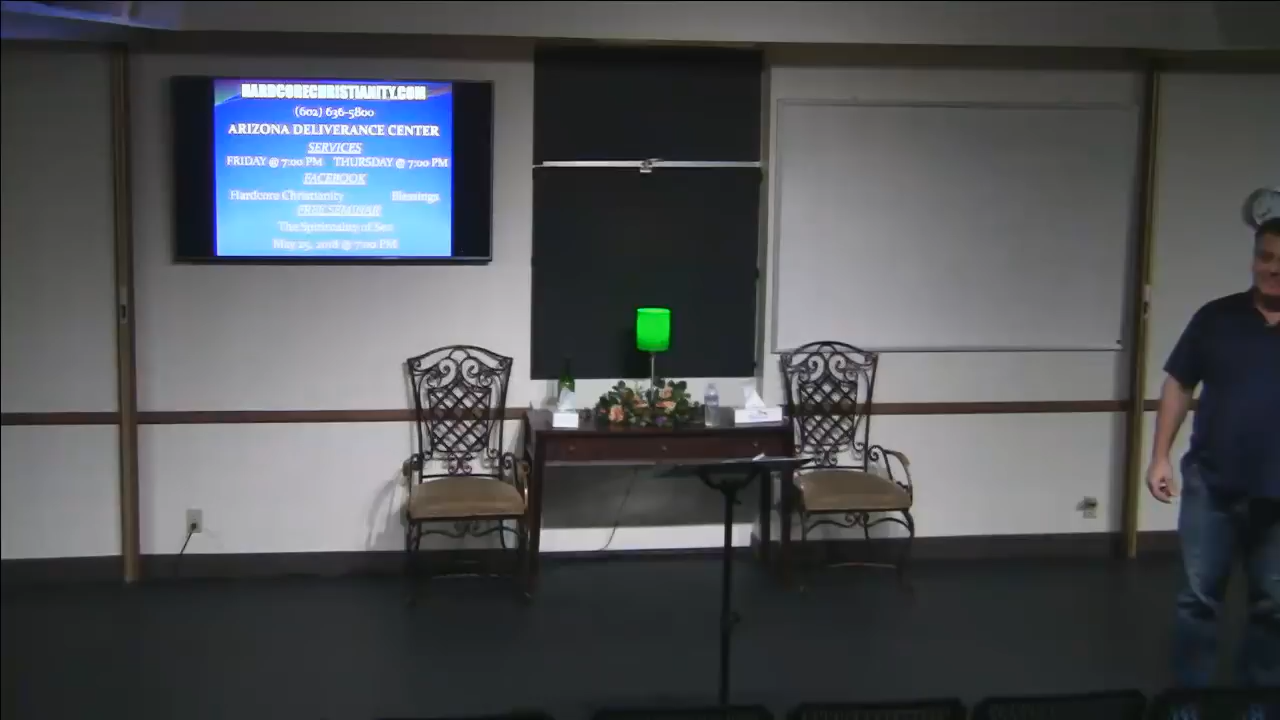 HARDCORECHRISTIANITY.COM
(602) 636-5800
ARIZONA DELIVERANCE CENTER
SERVICES
FRIDAY @ 7:00 PM THURSDAY @ 7:00 PM
FACEBOOK
Hardcore Christianity Blessings
FREE SEMINAR
The Spirituality of Sex
May 25, 2018 @ 7:00 PM